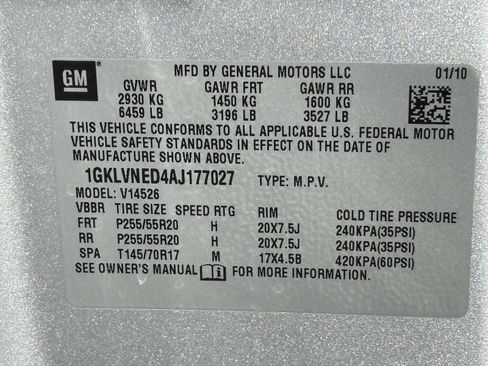 GM MFD BY GENERAL MOTORS LLC 01/10
GVWR GAWR FRT GAWR RR
2930 KG 1450 KG 1600 KG
6459 LB 3196 LB 3527 LB
THIS VEHICLE CONFORMS TO ALL APPLICABLE U.S. FEDERAL MOTOR
VEHICLE SAFETY STANDARDS IN EFFECT ON THE DATE OF
MANUFACTURE SHOWN ABOVE.
1GKLVNED4AJ177027 TYPE: M.P.V.
MODEL: V14526
VBBR TIRE SIZE SPEED RTG RIM COLD TIRE PRESSURE
FRT P255/55R20 H 20X7.5J 240KPA(35PSI)
RR P255/55R20 H 20X7.5J 240KPA(35PSI)
SPA T145/70R17 M 17X4.5B 420KPA(60PSI)
SEE OWNER'S MANUAL FOR MORE INFORMATION.